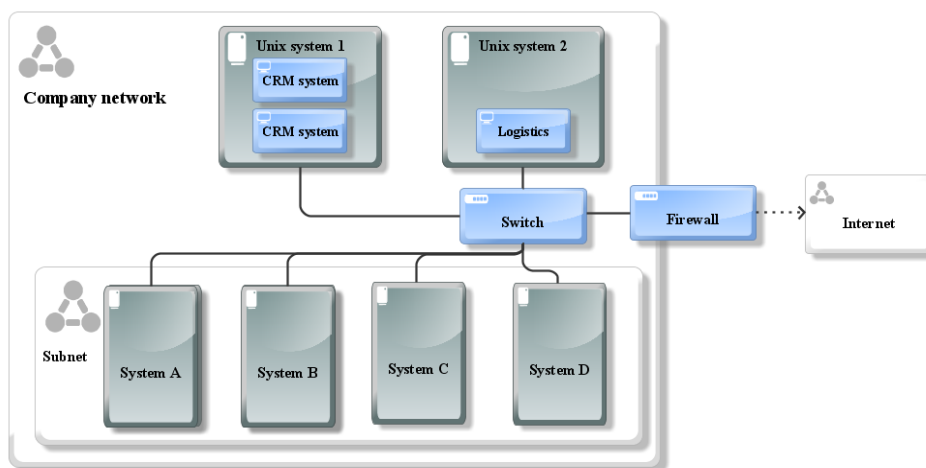 Unix system 1
Unix system 2
CRM system
Company network
CRM system
Logistics
Switch
Firewall
Internet
Subnet
System A
System B
System C
System D